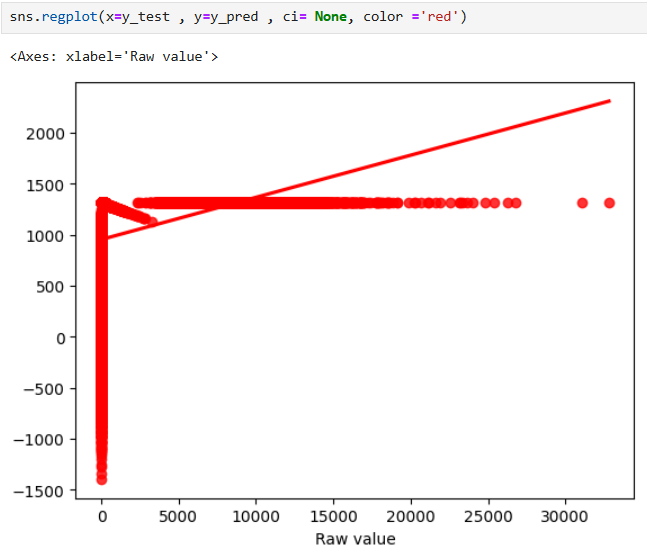 sns.regplot(x=y_test , y=y_pred , ci= None, color ='red')
<Axes: xlabel='Raw value'>
2000
1500
1000
500
0
−500
−1000
−1500
0 5000 10000 15000 20000 25000 30000
Raw value